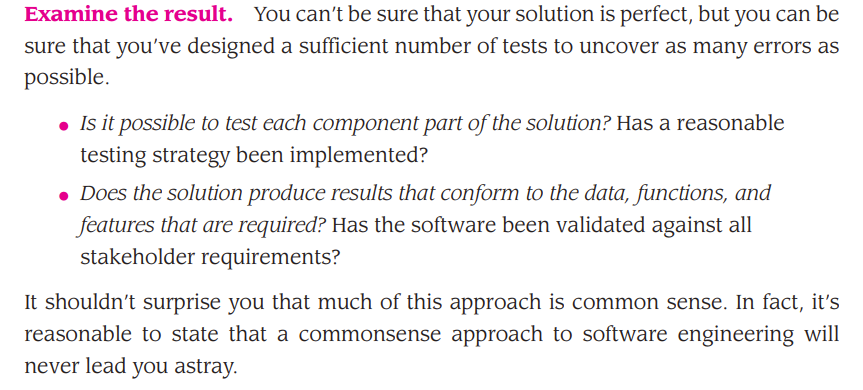 Examine the result. You can't be sure that your solution is perfect, but you can be
sure that you've designed a sufficient number of tests to uncover as many errors as
possible.
• Is it possible to test each component part of the solution? Has a reasonable
testing strategy been implemented?
• Does the solution produce results that conform to the data, functions, and
features that are required? Has the software been validated against all
stakeholder requirements?
It shouldn't surprise you that much of this approach is common sense. In fact, it's
reasonable to state that a commonsense approach to software engineering will
never lead you astray.